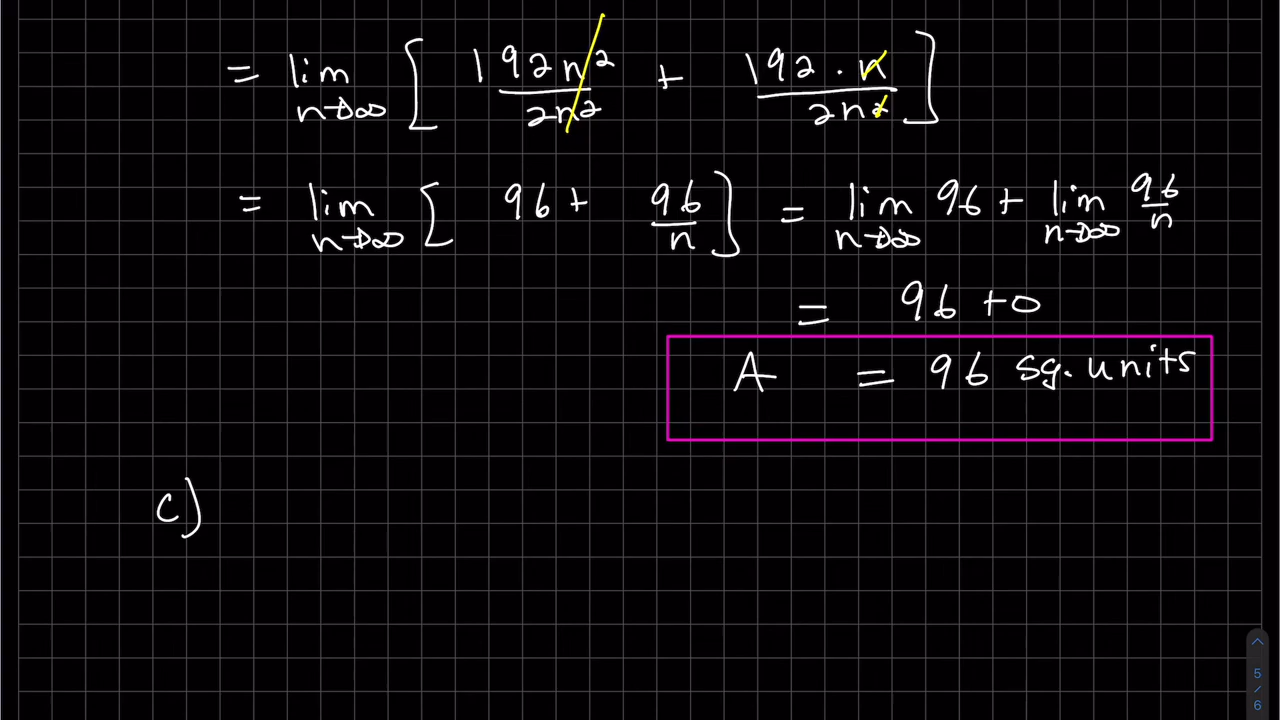 = lim n→∞ [ 192n²/2n² + 192·n/2n² ]
= lim n→∞ [ 96 + 96/n ] = lim n→∞ 96 + lim n→∞ 96/n
= 96 + 0
A = 96 sq. units
c)
5
/
6